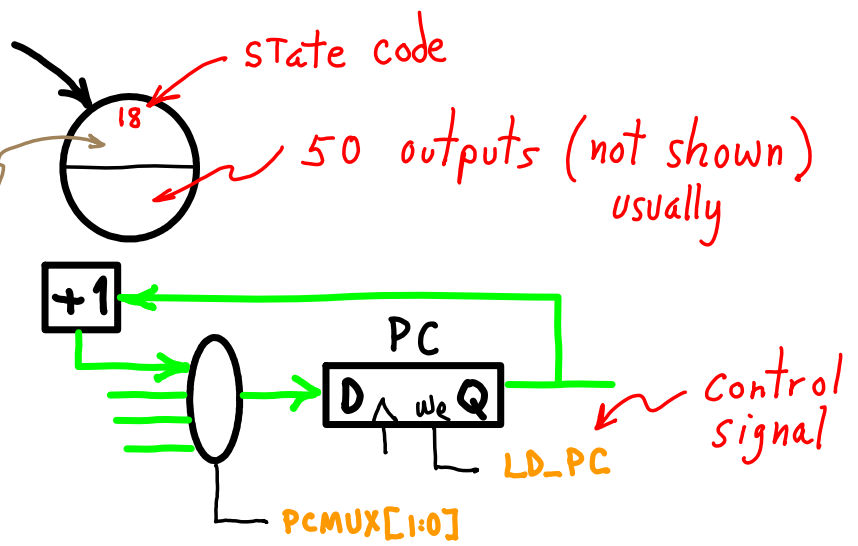 state code
18
50 outputs (not shown)
usually
+1
PC
D we Q
control
signal
LD_PC
PCMUX[1:0]